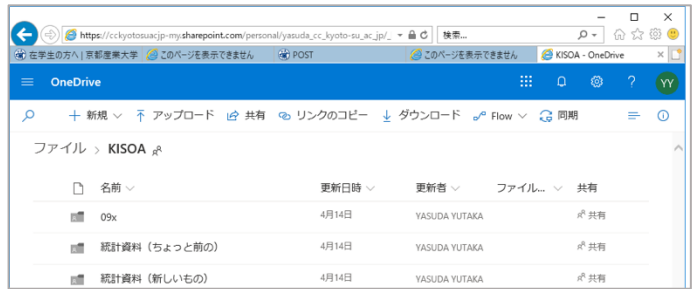 https://cckyotosuacjp-my.sharepoint.com/personal/yasuda_cc_kyoto-su_ac_jp/_ 検索...
在学生の方へ | 京都産業大学 このページを表示できません POST このページを表示できません KISOA - OneDrive
OneDrive ? YY
新規 アップロード 共有 リンクのコピー ダウンロード Flow 同期
ファイル > KISOA
名前 更新日時 更新者 ファイル... 共有
09x 4月14日 YASUDA YUTAKA 共有
統計資料（ちょっと前の） 4月14日 YASUDA YUTAKA 共有
統計資料（新しいもの） 4月14日 YASUDA YUTAKA 共有